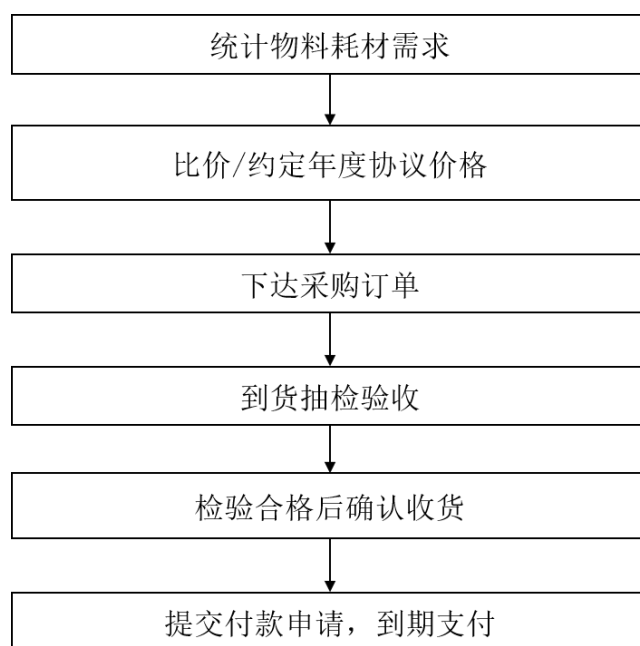 统计物料耗材需求
比价/约定年度协议价格
下达采购订单
到货抽检验收
检验合格后确认收货
提交付款申请，到期支付